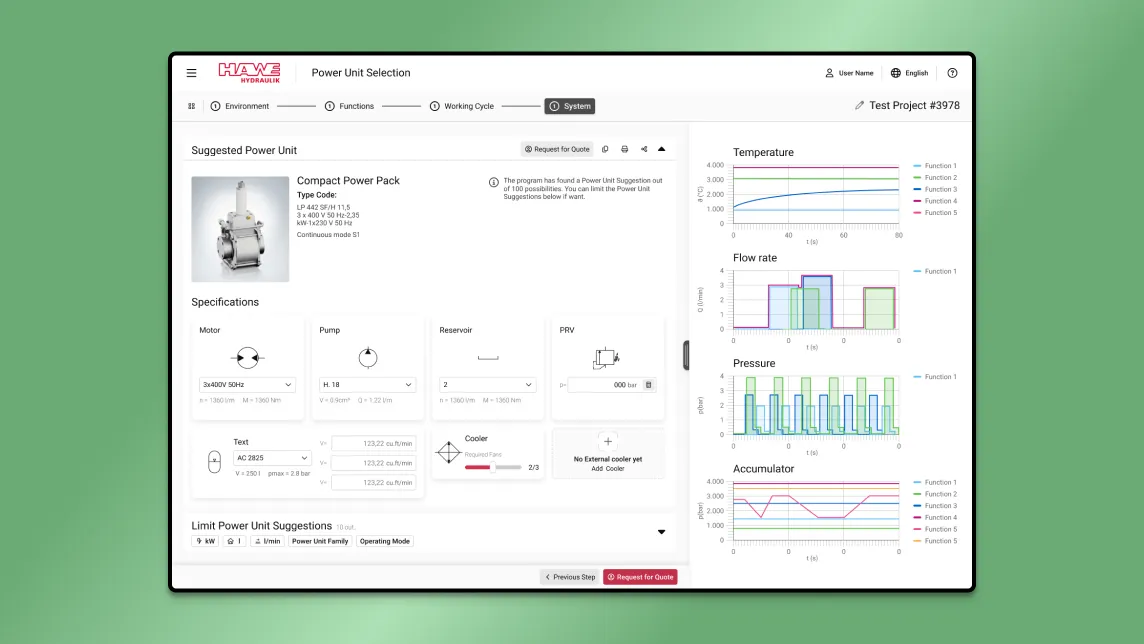 HAWE
HYDRAULIK
Power Unit Selection
User Name
English
1 Environment
1 Functions
1 Working Cycle
1 System
Test Project #3978
Suggested Power Unit
Request for Quote
Compact Power Pack
Type Code:
LP 442 SF/H 11,5
3 x 400 V 50 Hz-2,35
kW-1x230 V 50 Hz
Continuous mode S1
The program has found a Power Unit Suggestion out
of 100 possibilities. You can limit the Power Unit
Suggestions below if want.
Specifications
Motor
3x400V 50Hz
n = 1360 l/m M = 1360 Nm
Pump
H. 18
V = 0.9cm³ Q = 1.22 l/m
Reservoir
2
n = 1360 l/m M = 1360 Nm
PRV
p= 000 bar
Text
AC 2825
V = 250 l pmax = 2.8 bar
V= 123,22 cu.ft/min
V= 123,22 cu.ft/min
V= 123,22 cu.ft/min
Cooler
Required Fans
2/3
No External cooler yet
Add Cooler
Limit Power Unit Suggestions 10 out.
kW
l
l/min
Power Unit Family
Operating Mode
Previous Step
Request for Quote
Temperature
4.000
3.000
2.000
1.000
0
0 40 60 80
t (s)
Function 1
Function 2
Function 3
Function 4
Function 5
Flow rate
Q (l/min)
4
3
2
1
0
0 0 0 0
t (s)
Function 1
Pressure
p(bar)
4
3
2
1
0
0 0 0 0
t (s)
Function 1
Accumulator
p(bar)
4.000
3.000
2.000
1.000
0
0 0 0 0
t (s)
Function 1
Function 2
Function 3
Function 4
Function 5
Function 5